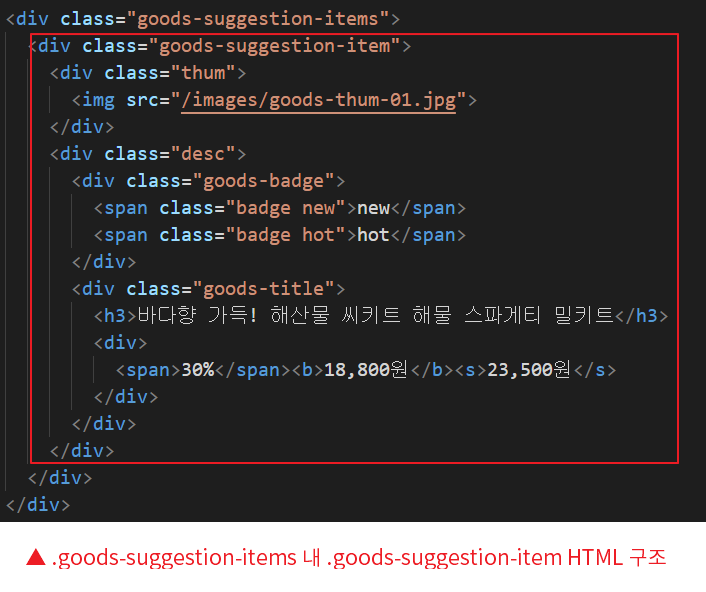 <div class="goods-suggestion-items">
<div class="goods-suggestion-item">
<div class="thum">
<img src="/images/goods-thum-01.jpg">
</div>
<div class="desc">
<div class="goods-badge">
<span class="badge new">new</span>
<span class="badge hot">hot</span>
</div>
<div class="goods-title">
<h3>바다향 가득! 해산물 씨키트 해물 스파게티 밀키트</h3>
<div>
<span>30%</span><b>18,800원</b><s>23,500원</s>
</div>
</div>
</div>
</div>
</div>
▲ .goods-suggestion-items 내 .goods-suggestion-item HTML 구조